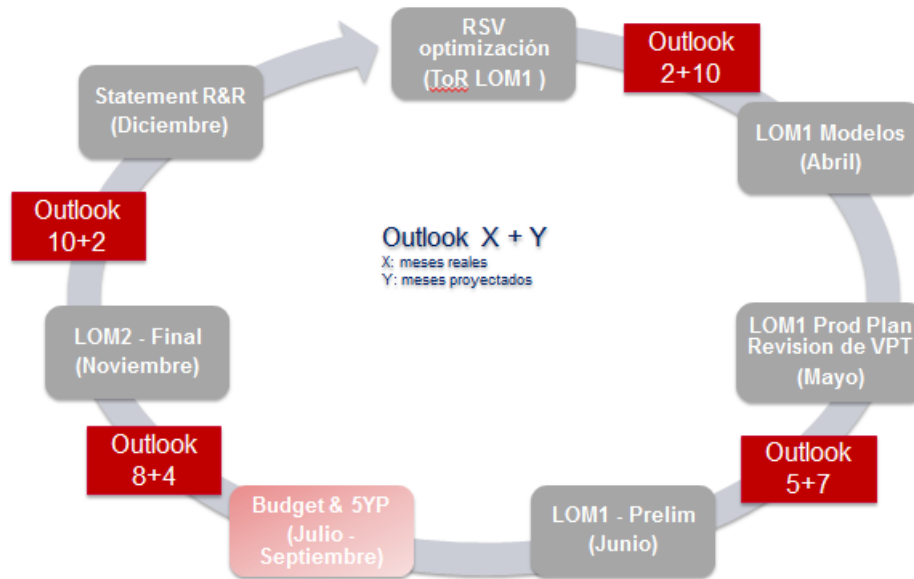 RSV
optimización
(ToR LOM1 )
Outlook
2+10
LOM1 Modelos
(Abril)
LOM1 Prod Plan
Revision de VPT
(Mayo)
Outlook
5+7
LOM1 - Prelim
(Junio)
Budget & 5YP
(Julio -
Septiembre)
Outlook
8+4
LOM2 - Final
(Noviembre)
Outlook
10+2
Statement R&R
(Diciembre)
Outlook X + Y
X: meses reales
Y: meses proyectados